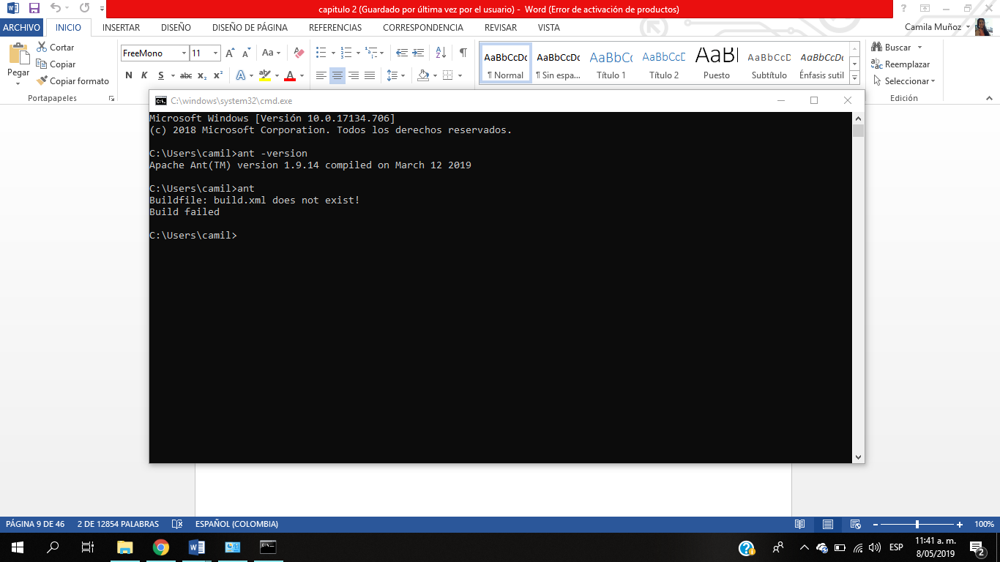 capitulo 2 (Guardado por última vez por el usuario) - Word (Error de activación de productos)
ARCHIVO INICIO INSERTAR DISEÑO DISEÑO DE PÁGINA REFERENCIAS CORRESPONDENCIA REVISAR VISTA Camila Muñoz
Pegar
Cortar
Copiar
Copiar formato
Portapapeles
FreeMono 11
N K S abc x₂ x²
AaBbCcDc AaBbCcDc AaBbCc AaBbCcD AaBl AaBbCcD AaBbCcDc
¶ Normal ¶ Sin espa... Título 1 Título 2 Puesto Subtítulo Énfasis sutil
Buscar
Reemplazar
Seleccionar
Edición
C:\windows\system32\cmd.exe
Microsoft Windows [Versión 10.0.17134.706]
(c) 2018 Microsoft Corporation. Todos los derechos reservados.
C:\Users\camil>ant -version
Apache Ant(TM) version 1.9.14 compiled on March 12 2019
C:\Users\camil>ant
Buildfile: build.xml does not exist!
Build failed
C:\Users\camil>
PÁGINA 9 DE 46 2 DE 12854 PALABRAS ESPAÑOL (COLOMBIA) 100%
ESP
11:41 a. m.
8/05/2019
2